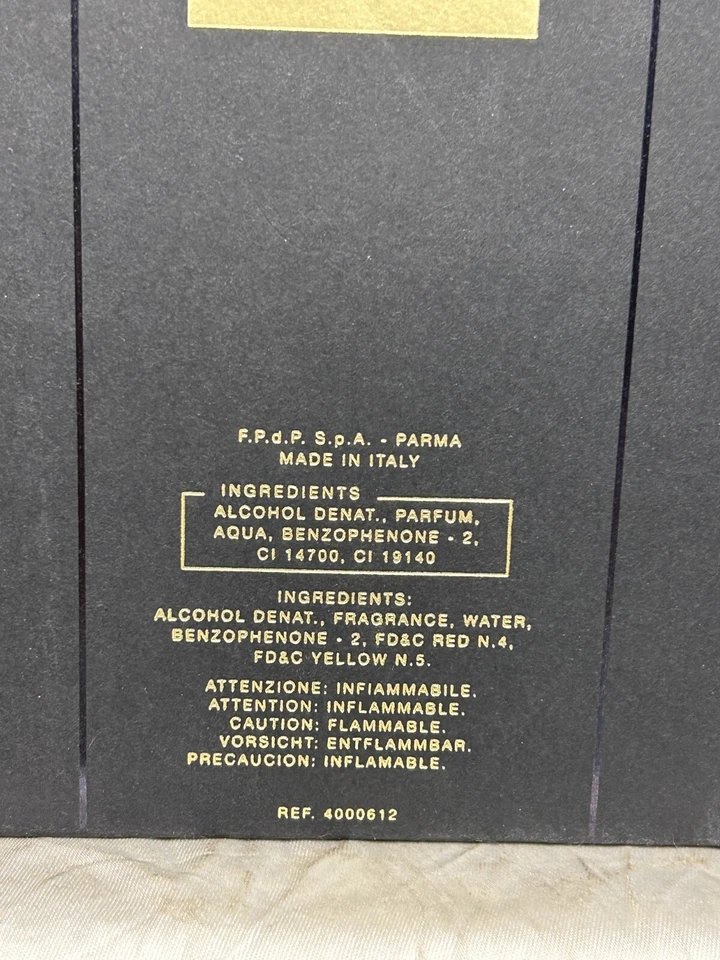 F.P.d.P. S.p.A. - PARMA
MADE IN ITALY
INGREDIENTS
ALCOHOL DENAT., PARFUM,
AQUA, BENZOPHENONE - 2,
CI 14700, CI 19140
INGREDIENTS:
ALCOHOL DENAT., FRAGRANCE, WATER,
BENZOPHENONE - 2, FD&C RED N.4,
FD&C YELLOW N.5.
ATTENZIONE: INFIAMMABILE.
ATTENTION: INFLAMMABLE.
CAUTION: FLAMMABLE.
VORSICHT: ENTFLAMMBAR.
PRECAUCION: INFLAMABLE.
REF. 4000612